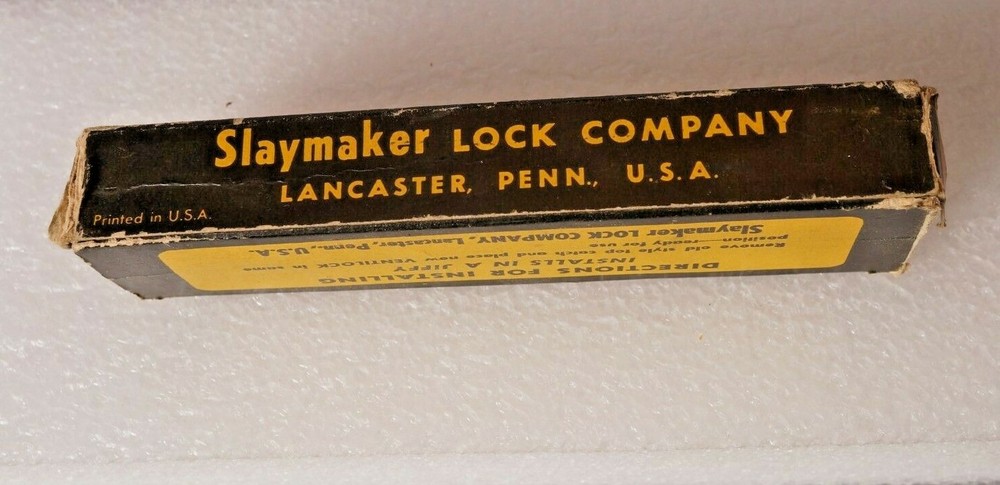 Slaymaker LOCK COMPANY
LANCASTER, PENN., U.S.A.
Printed in U.S.A.
DIRECTIONS FOR INSTALLING
INSTALLS IN A JIFFY
Remove old style fold catch and place new VENTILOCK in same
position—ready for use
Slaymaker LOCK COMPANY, Lancaster, Penn., U.S.A.